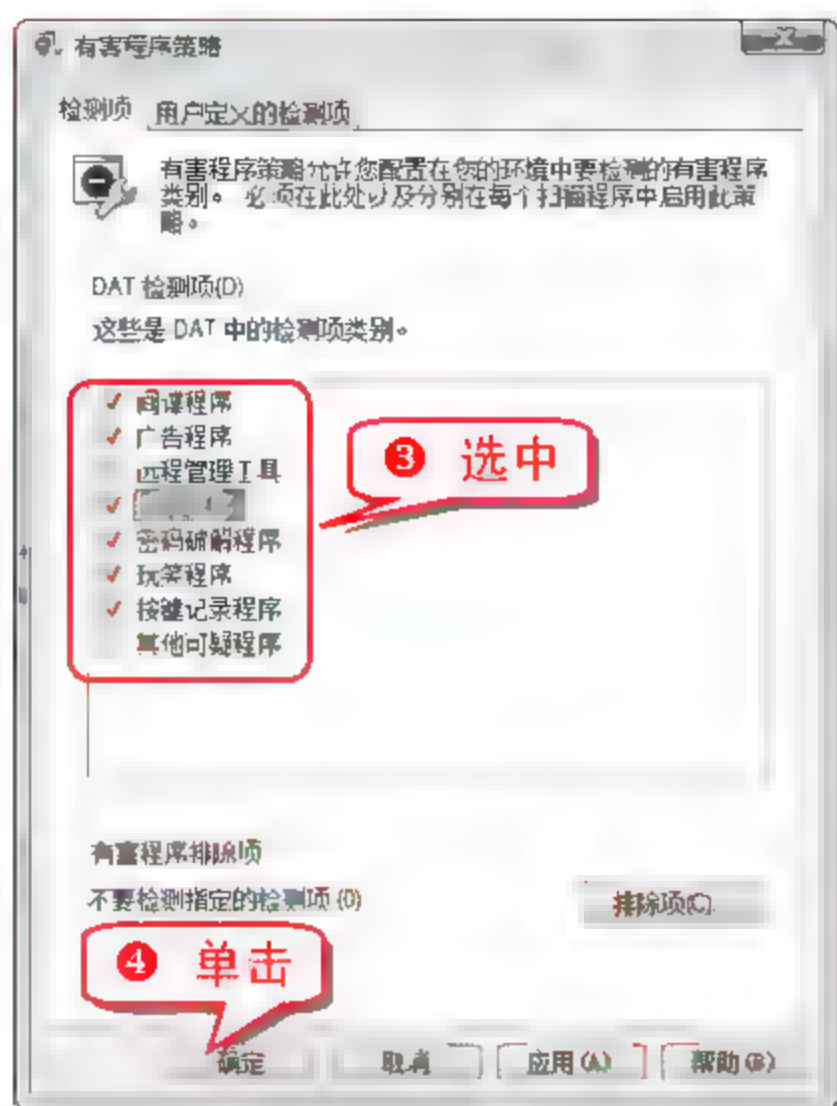 有害程序策略
检测项 用户定义的检测项
有害程序策略允许您配置在您的环境中要检测的有害程序
类别。 必须在此处以及分别在每个扫描程序中启用此策
略。
DAT 检测项(D)
这些是 DAT 中的检测项类别。
间谍程序
广告程序
远程管理工具
密码破解程序
玩笑程序
按键记录程序
其他可疑程序
❸ 选中
有害程序排除项
不要检测指定的检测项 (0)
排除项(C)
❹ 单击
确定 取消 应用(A) 帮助(B)